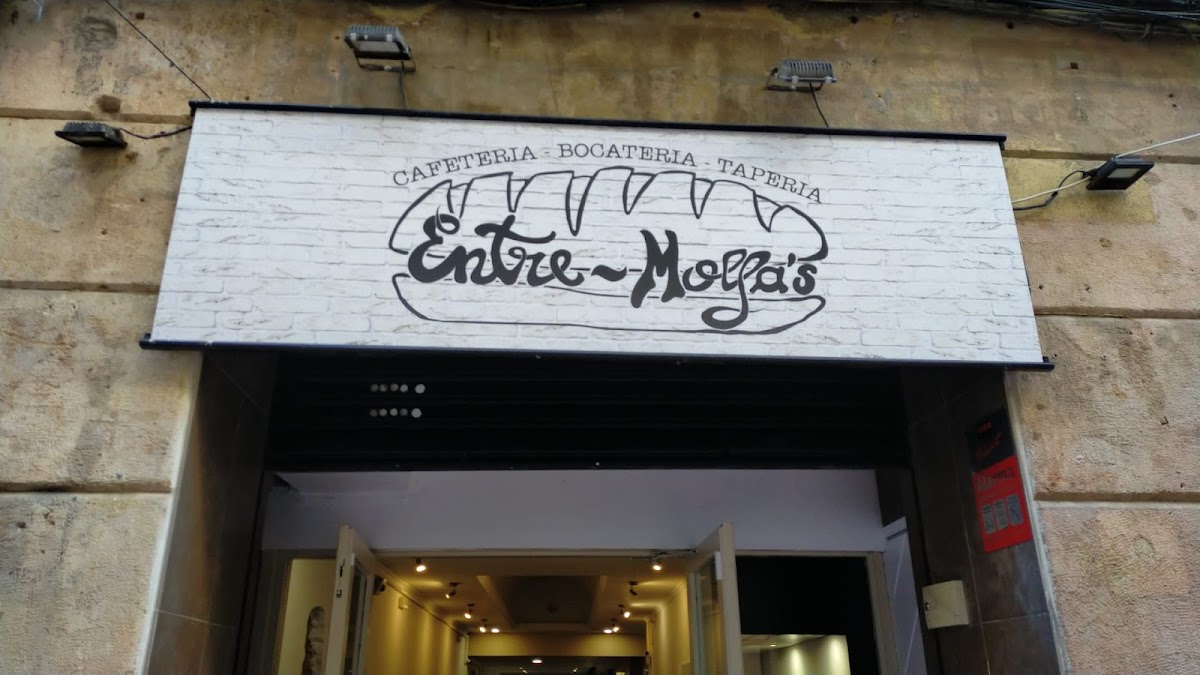 CAFETERIA - BOCATERIA - TAPERIA
Entre~Molla's